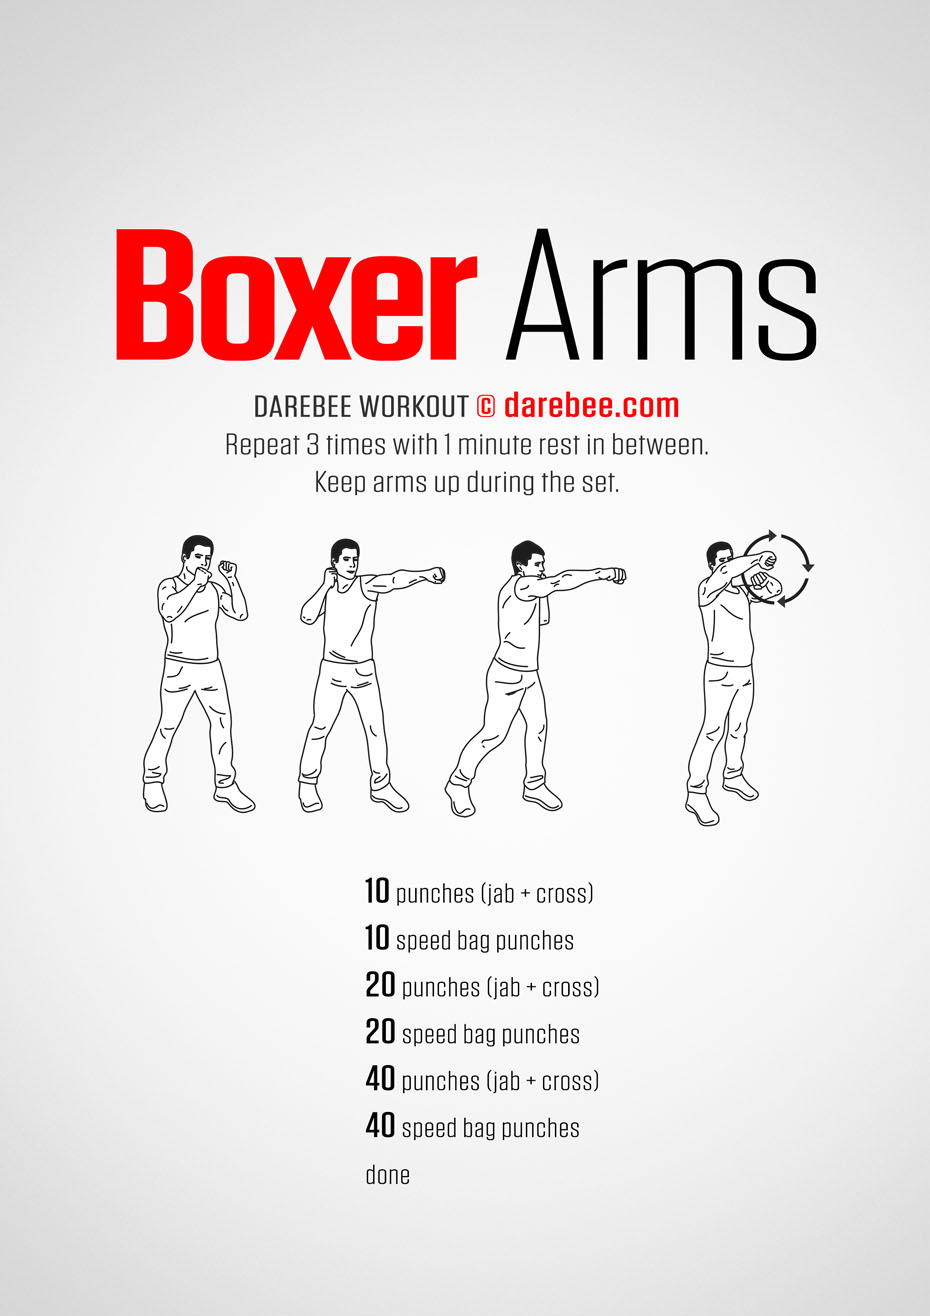 Boxer Arms
DAREBEE WORKOUT © darebee.com
Repeat 3 times with 1 minute rest in between.
Keep arms up during the set.
10 punches (jab + cross)
10 speed bag punches
20 punches (jab + cross)
20 speed bag punches
40 punches (jab + cross)
40 speed bag punches
done